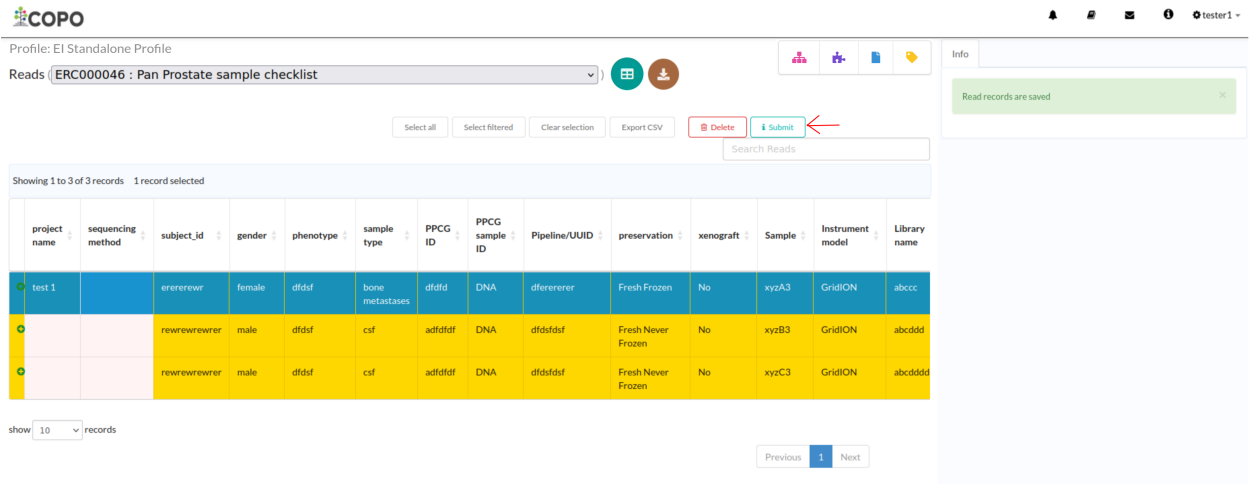 COPO
tester1
Profile: EI Standalone Profile
Reads ( ERC000046 : Pan Prostate sample checklist )
Info
Read records are saved ×
Select all Select filtered Clear selection Export CSV Delete Submit
Search Reads
Showing 1 to 3 of 3 records 1 record selected
project name sequencing method subject_id gender phenotype sample type PPCG ID PPCG sample ID Pipeline/UUID preservation xenograft Sample Instrument model Library name
test 1 erererewr female dfdsf bone metastases dfdfd DNA dferererer Fresh Frozen No xyzA3 GridION abccc
rewrewrewrer male dfdsf csf adfdfdf DNA dfdsfdsf Fresh Never Frozen No xyzB3 GridION abcddd
rewrewrewrer male dfdsf csf adfdfdf DNA dfdsfdsf Fresh Never Frozen No xyzC3 GridION abcdddd
show 10 records
Previous 1 Next